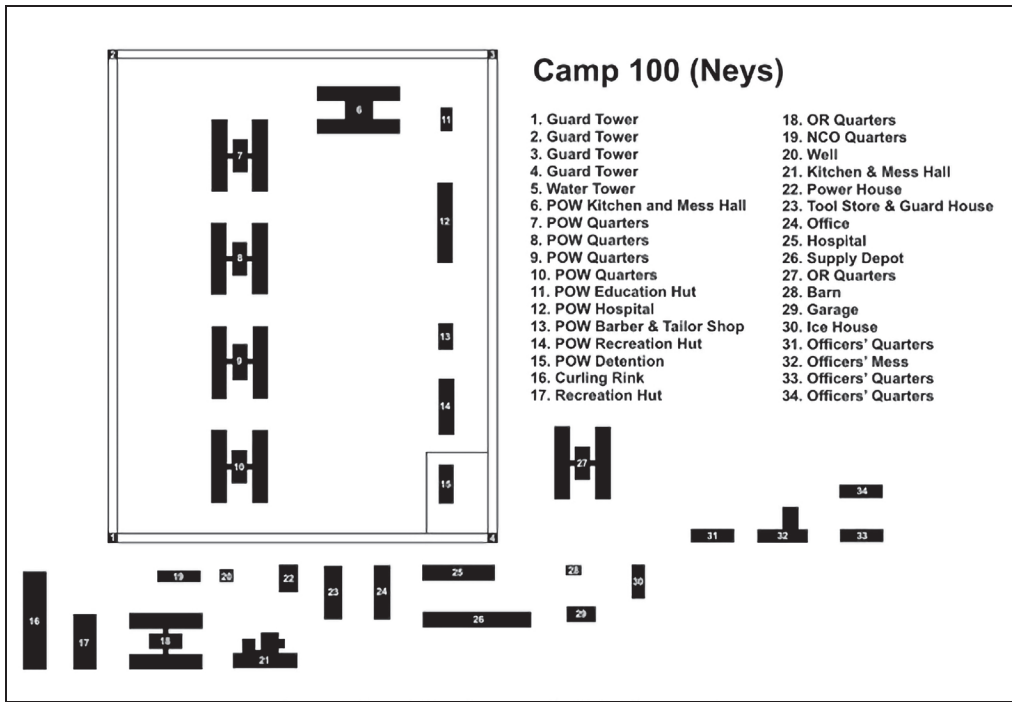 Camp 100 (Neys)
1. Guard Tower
2. Guard Tower
3. Guard Tower
4. Guard Tower
5. Water Tower
6. POW Kitchen and Mess Hall
7. POW Quarters
8. POW Quarters
9. POW Quarters
10. POW Quarters
11. POW Education Hut
12. POW Hospital
13. POW Barber & Tailor Shop
14. POW Recreation Hut
15. POW Detention
16. Curling Rink
17. Recreation Hut
18. OR Quarters
19. NCO Quarters
20. Well
21. Kitchen & Mess Hall
22. Power House
23. Tool Store & Guard House
24. Office
25. Hospital
26. Supply Depot
27. OR Quarters
28. Barn
29. Garage
30. Ice House
31. Officers' Quarters
32. Officers' Mess
33. Officers' Quarters
34. Officers' Quarters
2
3
6
11
7
12
8
13
9
14
10
15
27
34
1
4
31
32
33
19
20
22
23
24
25
28
30
16
17
18
21
26
29